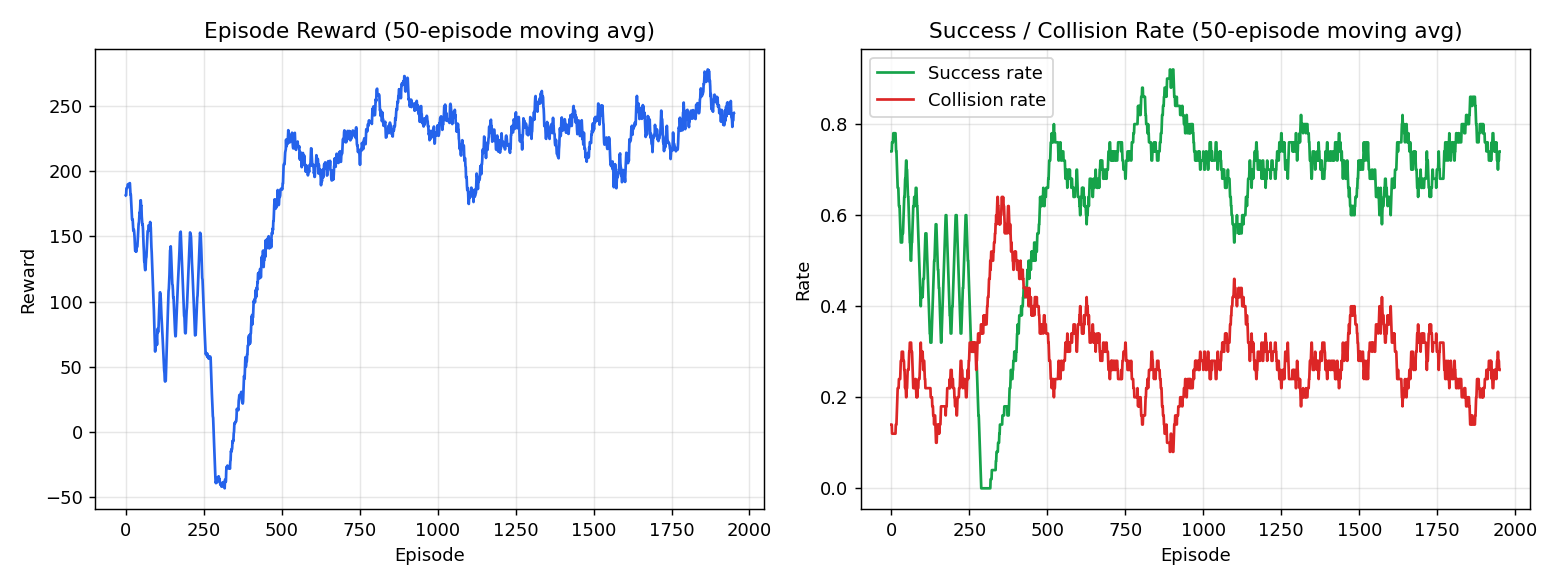 Episode Reward (50-episode moving avg)
Reward
250
200
150
100
50
0
−50
0 250 500 750 1000 1250 1500 1750 2000
Episode
Success / Collision Rate (50-episode moving avg)
Success rate
Collision rate
Rate
0.8
0.6
0.4
0.2
0.0
0 250 500 750 1000 1250 1500 1750 2000
Episode